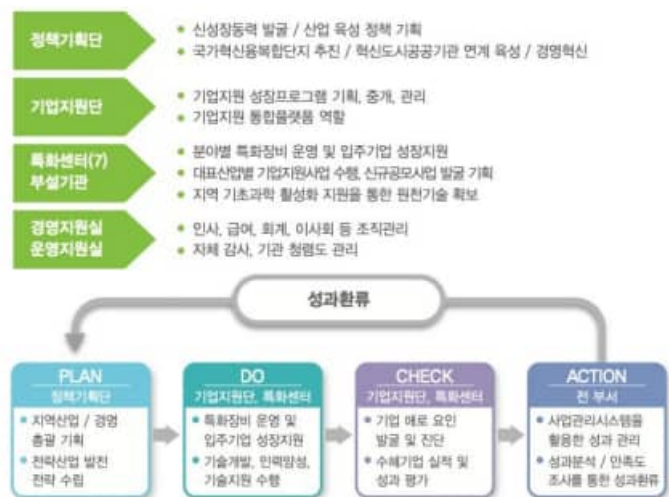 정책기획단
• 신성장동력 발굴 / 산업 육성 정책 기획
• 국가혁신융복합단지 추진 / 혁신도시공공기관 연계 육성 / 경영혁신
기업지원단
• 기업지원 성장프로그램 기획, 중개, 관리
• 기업지원 통합플랫폼 역할
특화센터(7)
부설기관
• 분야별 특화장비 운영 및 입주기업 성장지원
• 대표산업별 기업지원사업 수행, 신규공모사업 발굴 기획
• 지역 기초과학 활성화 지원을 통한 원천기술 확보
경영지원실
운영지원실
• 인사, 급여, 회계, 이사회 등 조직관리
• 자체 감사, 기관 청렴도 관리
성과환류
PLAN
정책기획단
• 지역산업 / 경영
총괄 기획
• 전략산업 발전
전략 수립
DO
기업지원단, 특화센터
• 특화장비 운영 및
입주기업 성장지원
• 기술개발, 인력양성,
기술지원 수행
CHECK
기업지원단, 특화센터
• 기업 애로 요인
발굴 및 진단
• 수혜기업 실적 및
성과 평가
ACTION
전 부서
• 사업관리시스템을
활용한 성과 관리
• 성과분석 / 만족도
조사를 통한 성과환류